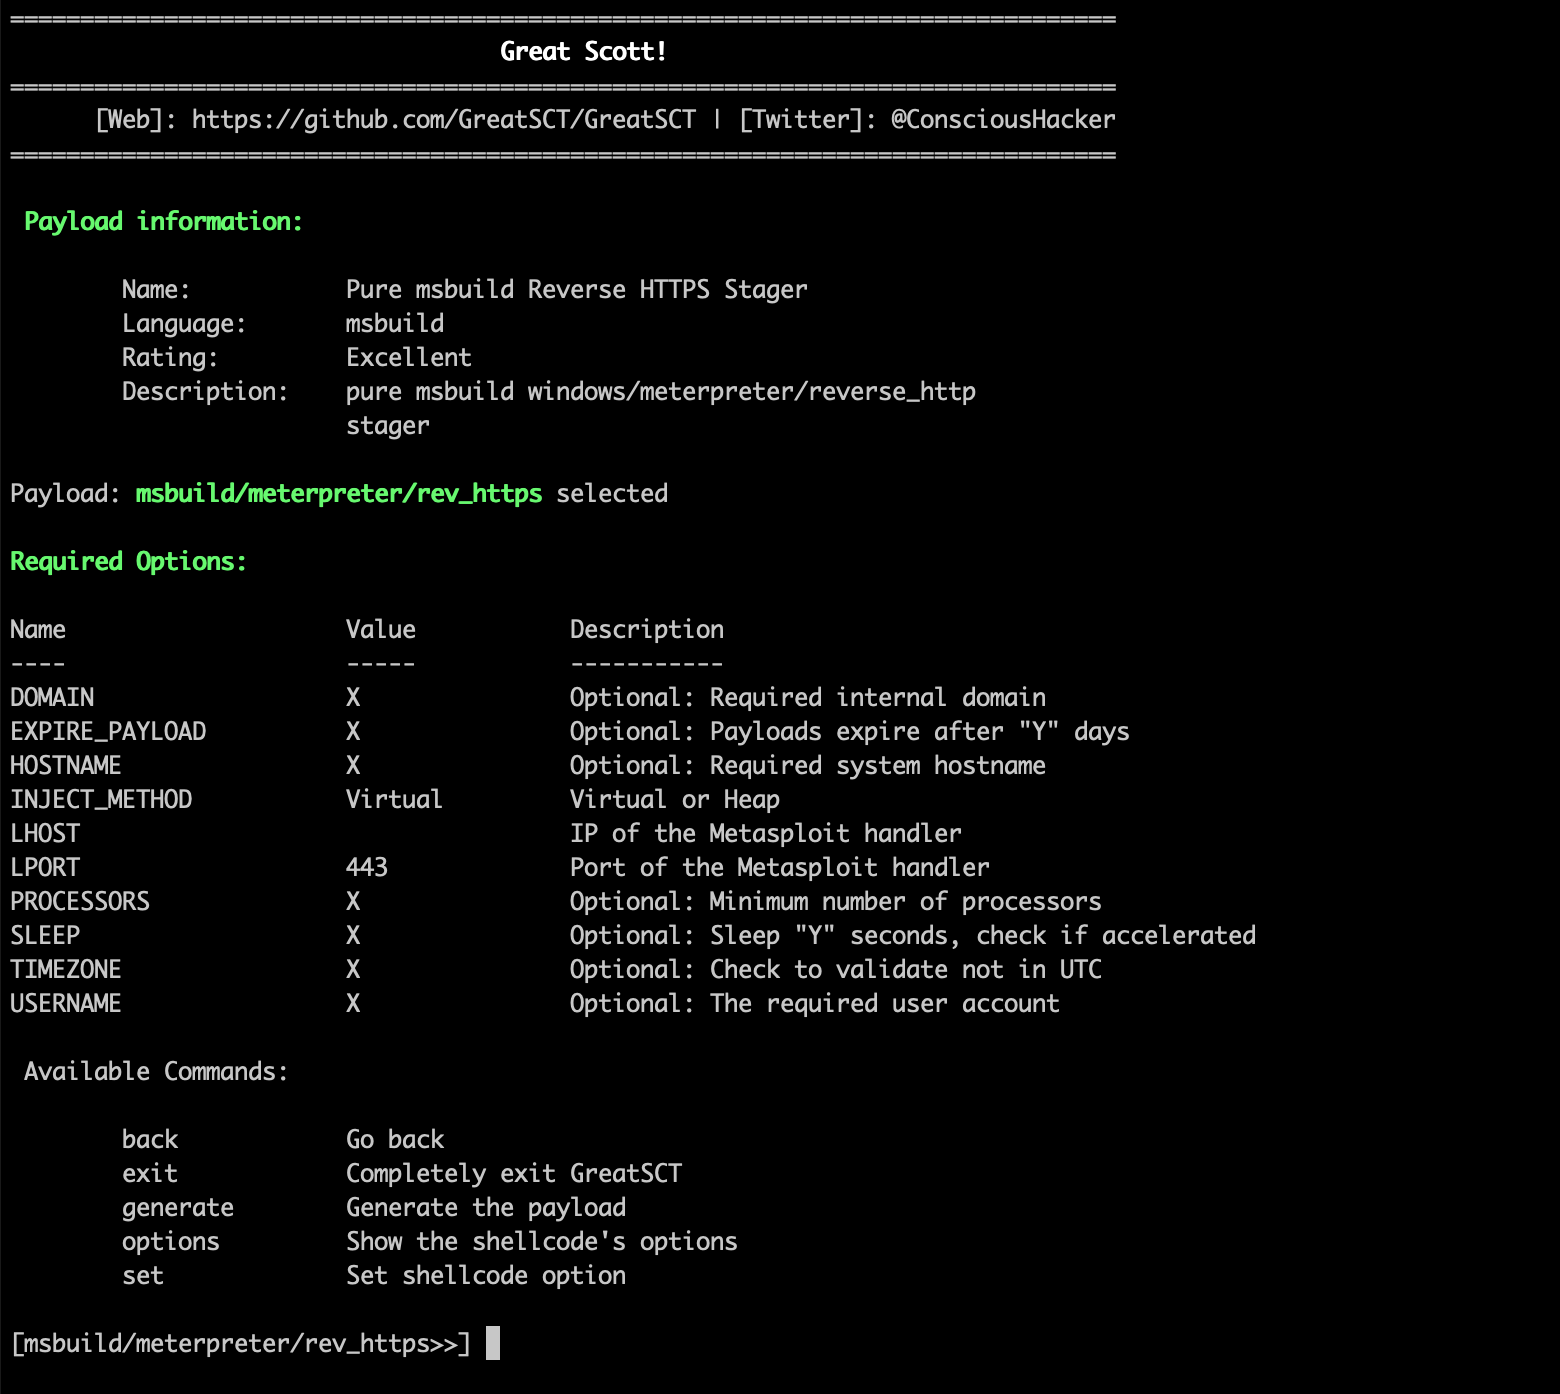 ================================================================================
Great Scott!
================================================================================
[Web]: https://github.com/GreatSCT/GreatSCT | [Twitter]: @ConsciousHacker
================================================================================
Payload information:
Name: Pure msbuild Reverse HTTPS Stager
Language: msbuild
Rating: Excellent
Description: pure msbuild windows/meterpreter/reverse_http
stager
Payload: msbuild/meterpreter/rev_https selected
Required Options:
Name Value Description
---- ----- -----------
DOMAIN X Optional: Required internal domain
EXPIRE_PAYLOAD X Optional: Payloads expire after "Y" days
HOSTNAME X Optional: Required system hostname
INJECT_METHOD Virtual Virtual or Heap
LHOST IP of the Metasploit handler
LPORT 443 Port of the Metasploit handler
PROCESSORS X Optional: Minimum number of processors
SLEEP X Optional: Sleep "Y" seconds, check if accelerated
TIMEZONE X Optional: Check to validate not in UTC
USERNAME X Optional: The required user account
Available Commands:
back Go back
exit Completely exit GreatSCT
generate Generate the payload
options Show the shellcode's options
set Set shellcode option
[msbuild/meterpreter/rev_https>>]